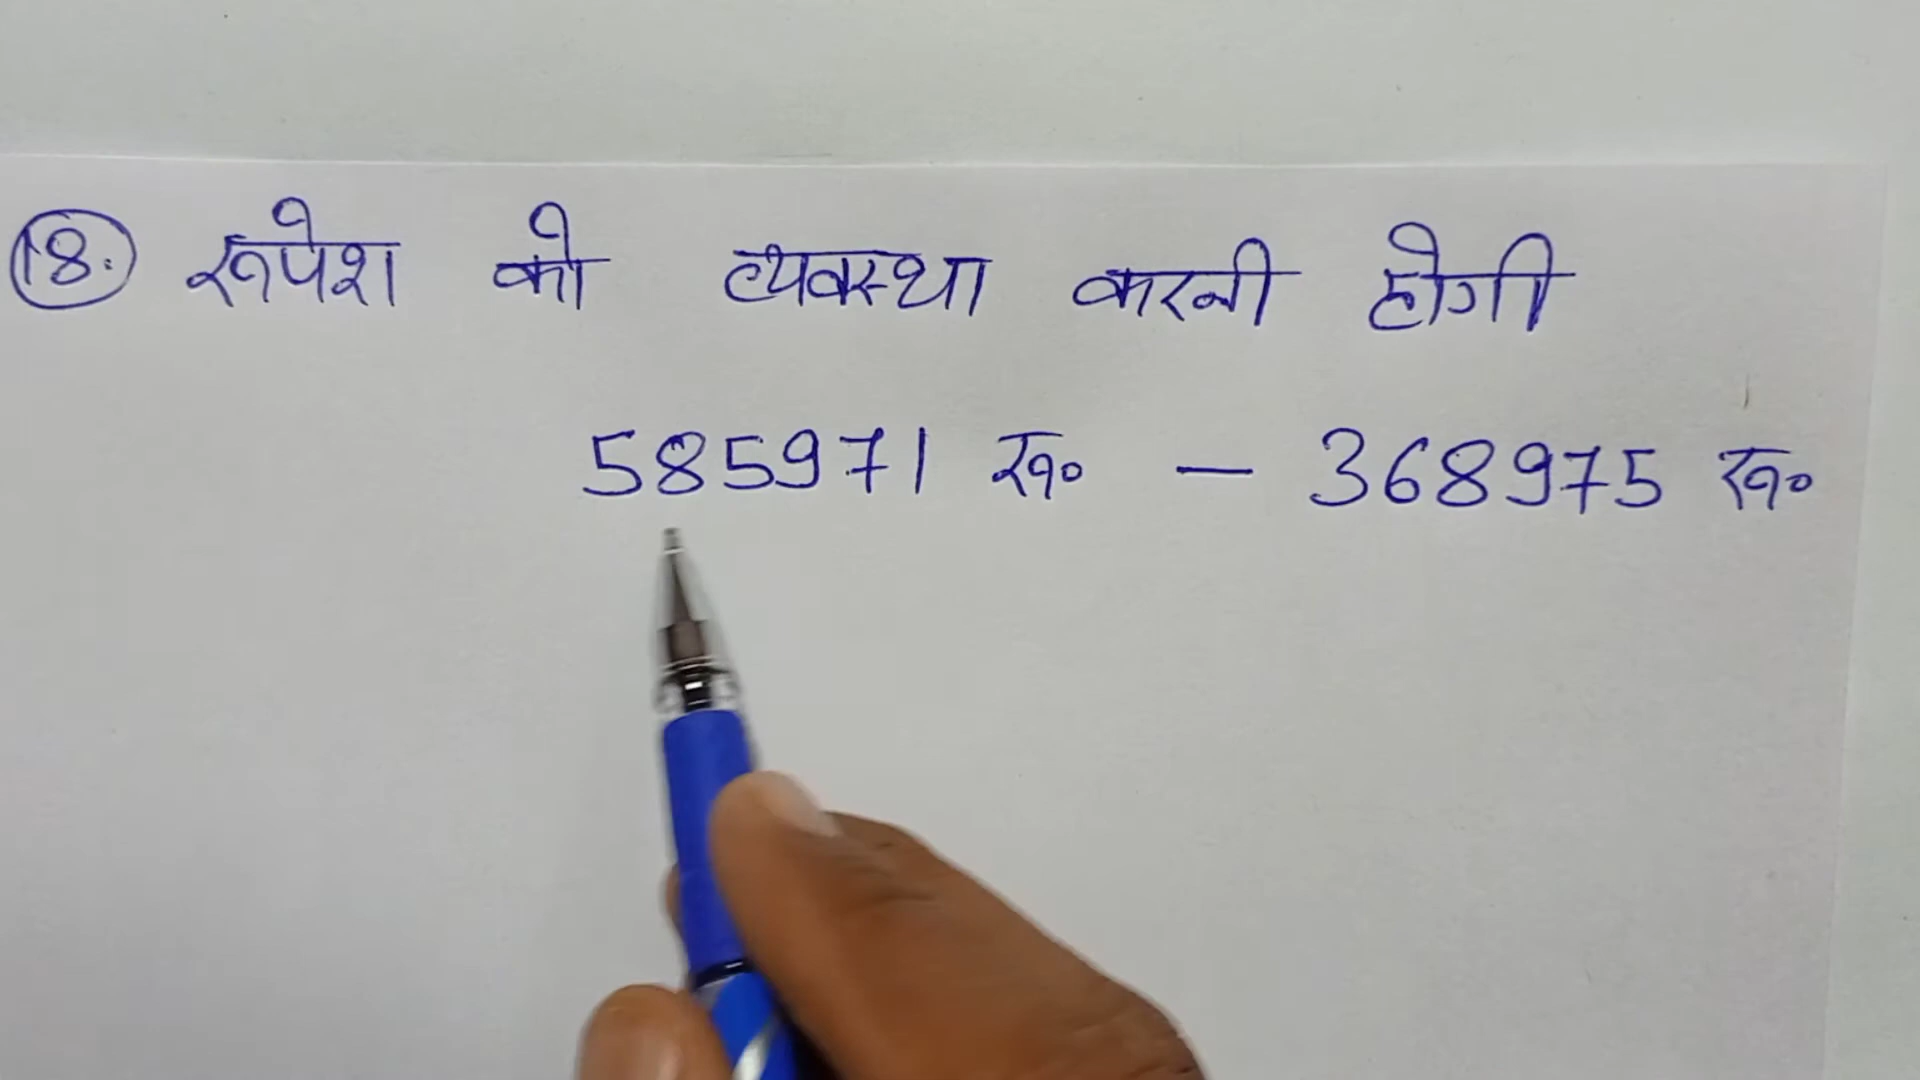 18. रूपेश को व्यवस्था करनी होगी
585971 रू० — 368975 रू०